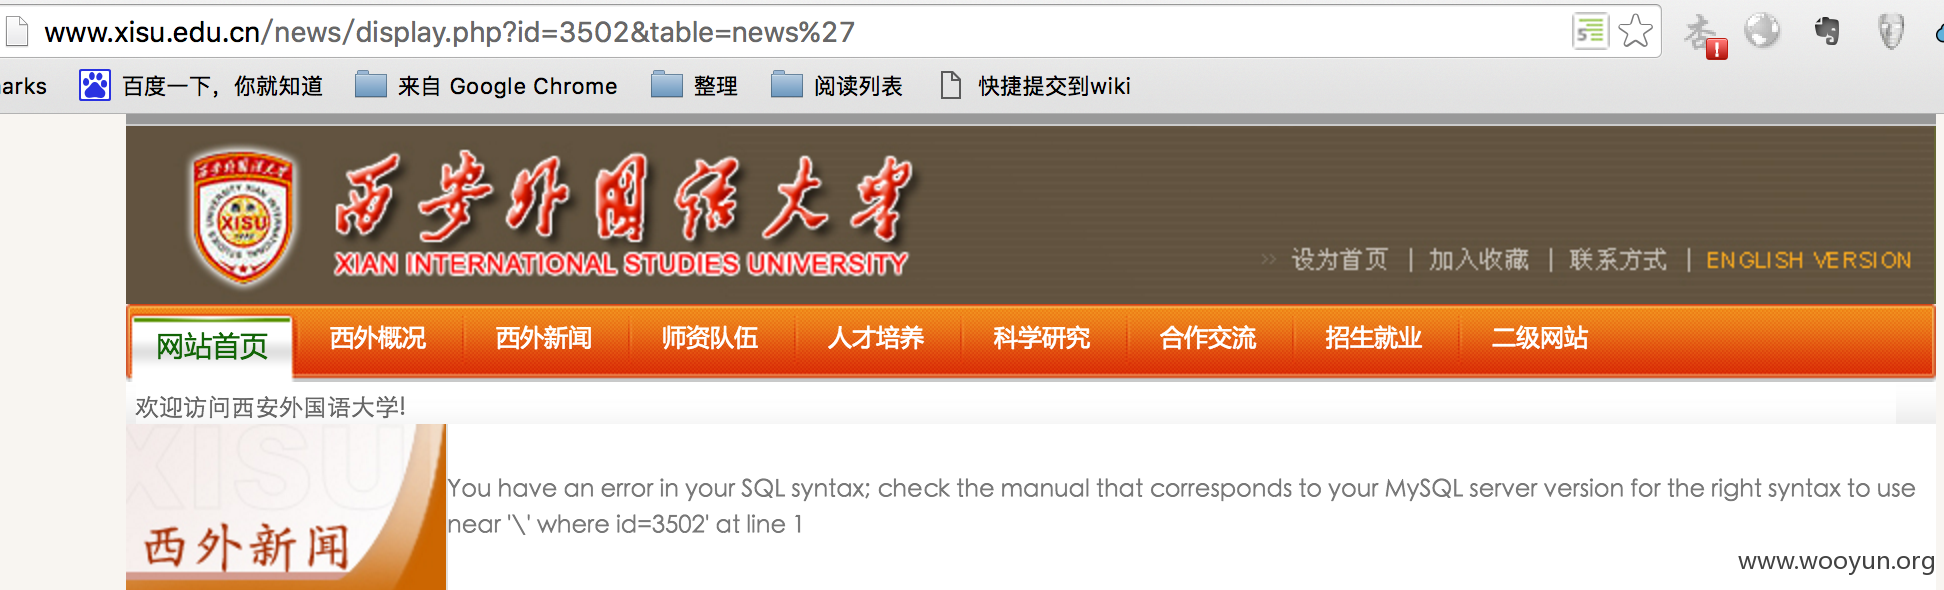 www.xisu.edu.cn/news/display.php?id=3502&table=news%27
arks 百度一下，你就知道 来自 Google Chrome 整理 阅读列表 快捷提交到wiki
西安外国语大学
XISU
XIAN INTERNATIONAL STUDIES UNIVERSITY
设为首页 | 加入收藏 | 联系方式 | ENGLISH VERSION
网站首页 西外概况 西外新闻 师资队伍 人才培养 科学研究 合作交流 招生就业 二级网站
欢迎访问西安外国语大学!
XISU
西外新闻
You have an error in your SQL syntax; check the manual that corresponds to your MySQL server version for the right syntax to use
near '\' where id=3502' at line 1
www.wooyun.org